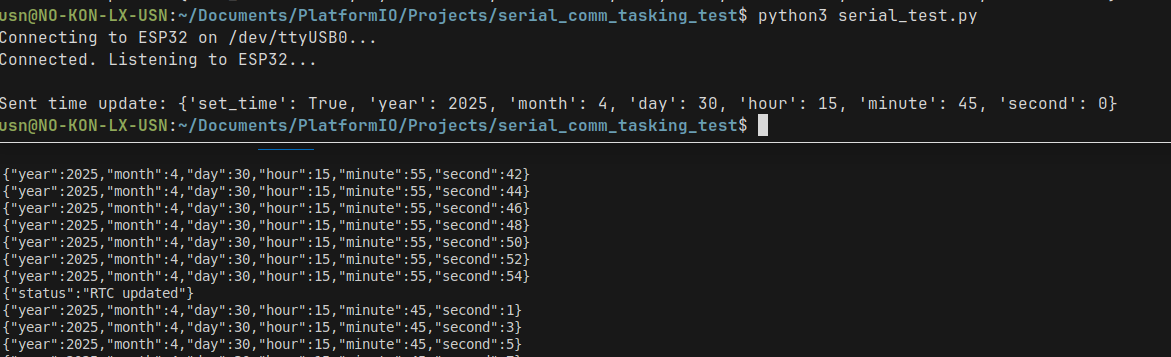 usn@NO-KON-LX-USN:~/Documents/PlatformIO/Projects/serial_comm_tasking_test$ python3 serial_test.py
Connecting to ESP32 on /dev/ttyUSB0...
Connected. Listening to ESP32...
Sent time update: {'set_time': True, 'year': 2025, 'month': 4, 'day': 30, 'hour': 15, 'minute': 45, 'second': 0}
usn@NO-KON-LX-USN:~/Documents/PlatformIO/Projects/serial_comm_tasking_test$
{"year":2025,"month":4,"day":30,"hour":15,"minute":55,"second":42}
{"year":2025,"month":4,"day":30,"hour":15,"minute":55,"second":44}
{"year":2025,"month":4,"day":30,"hour":15,"minute":55,"second":46}
{"year":2025,"month":4,"day":30,"hour":15,"minute":55,"second":48}
{"year":2025,"month":4,"day":30,"hour":15,"minute":55,"second":50}
{"year":2025,"month":4,"day":30,"hour":15,"minute":55,"second":52}
{"year":2025,"month":4,"day":30,"hour":15,"minute":55,"second":54}
{"status":"RTC updated"}
{"year":2025,"month":4,"day":30,"hour":15,"minute":45,"second":1}
{"year":2025,"month":4,"day":30,"hour":15,"minute":45,"second":3}
{"year":2025,"month":4,"day":30,"hour":15,"minute":45,"second":5}